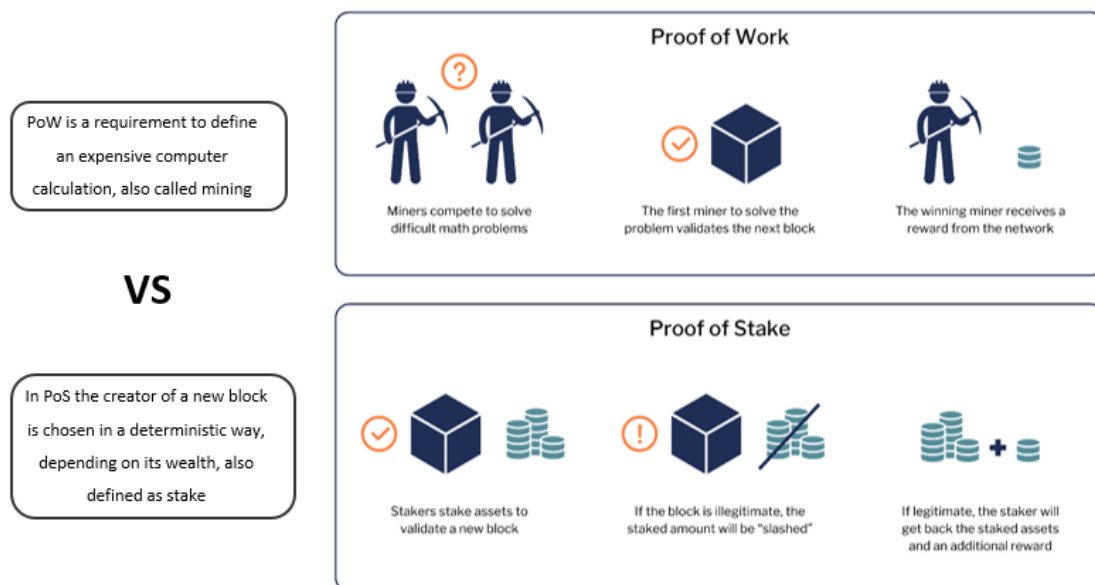 Proof of Work
PoW is a requirement to define
an expensive computer
calculation, also called mining
?
Miners compete to solve
difficult math problems
The first miner to solve the
problem validates the next block
The winning miner receives a
reward from the network
VS
Proof of Stake
In PoS the creator of a new block
is chosen in a deterministic way,
depending on its wealth, also
defined as stake
!
Stakers stake assets to
validate a new block
If the block is illegitimate, the
staked amount will be “slashed”
+
If legitimate, the staker will
get back the staked assets
and an additional reward